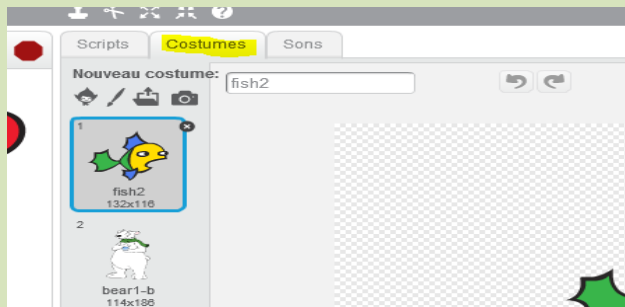 Scripts Costumes Sons
Nouveau costume:
fish2
1
fish2
132x116
2
bear1-b
114x186